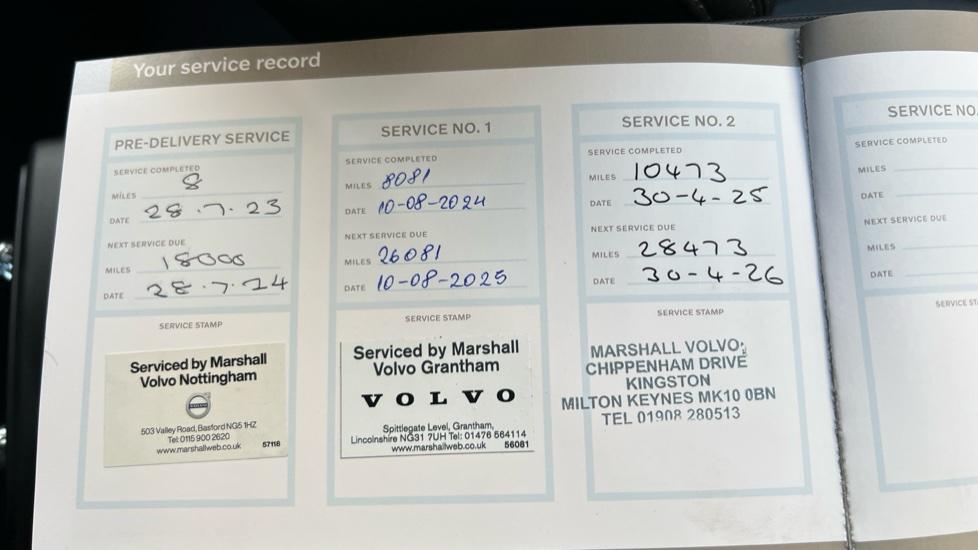 Your service record
PRE-DELIVERY SERVICE
SERVICE COMPLETED
MILES 8
DATE 28.7.23
NEXT SERVICE DUE
MILES 18000
DATE 28.7.24
SERVICE STAMP
Serviced by Marshall
Volvo Nottingham
503 Valley Road, Basford NG5 1HZ
Tel: 0115 900 2620
www.marshallweb.co.uk 57116
SERVICE NO. 1
SERVICE COMPLETED
MILES 8081
DATE 10-08-2024
NEXT SERVICE DUE
MILES 26081
DATE 10-08-2025
SERVICE STAMP
Serviced by Marshall
Volvo Grantham
VOLVO
Spittlegate Level, Grantham,
Lincolnshire NG31 7UH Tel: 01476 564114
www.marshallweb.co.uk 56061
SERVICE NO. 2
SERVICE COMPLETED
MILES 10473
DATE 30-4-25
NEXT SERVICE DUE
MILES 28473
DATE 30-4-26
SERVICE STAMP
MARSHALL VOLVO
CHIPPENHAM DRIVE
KINGSTON
MILTON KEYNES MK10 0BN
TEL 01908 280513
SERVICE NO.
SERVICE COMPLETED
MILES
DATE
NEXT SERVICE DUE
MILES
DATE
SERVICE ST